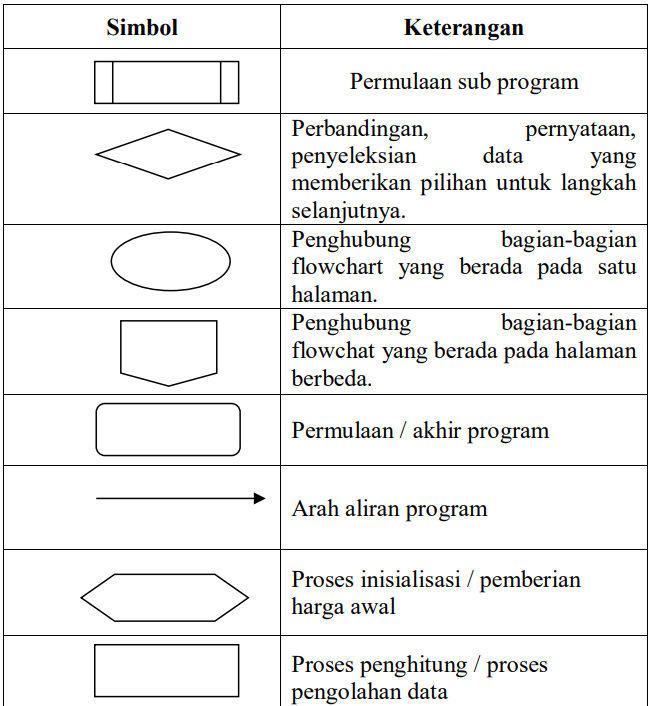 Simbol Keterangan
Permulaan sub program
Perbandingan, pernyataan,
penyeleksian data yang
memberikan pilihan untuk langkah
selanjutnya.
Penghubung bagian-bagian
flowchart yang berada pada satu
halaman.
Penghubung bagian-bagian
flowchat yang berada pada halaman
berbeda.
Permulaan / akhir program
Arah aliran program
Proses inisialisasi / pemberian
harga awal
Proses penghitung / proses
pengolahan data